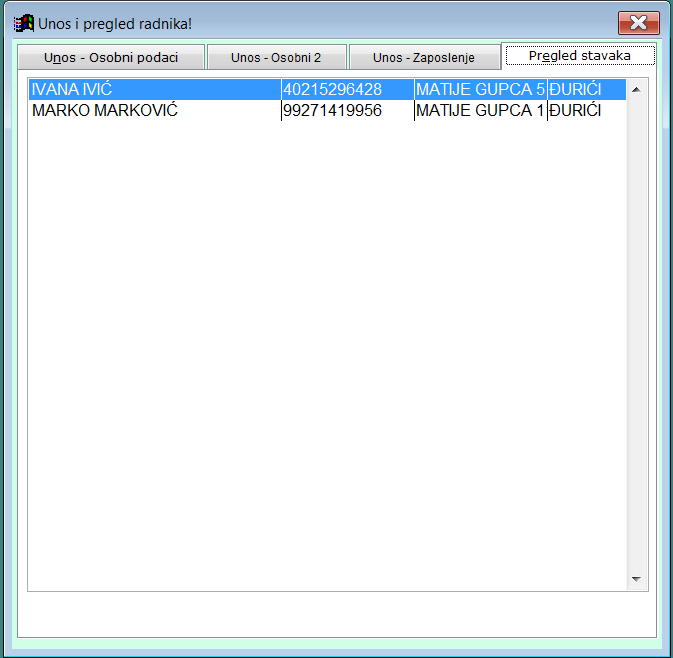 Unos i pregled radnika!
Unos - Osobni podaci Unos - Osobni 2 Unos - Zaposlenje Pregled stavaka
IVANA IVIĆ 40215296428 MATIJE GUPCA 5 ĐURIĆI
MARKO MARKOVIĆ 99271419956 MATIJE GUPCA 1 ĐURIĆI